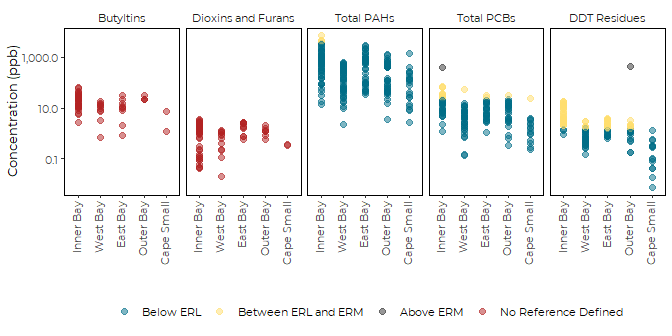 Butyltins Dioxins and Furans Total PAHs Total PCBs DDT Residues
Concentration (ppb)
1,000.0
10.0
0.1
Inner Bay West Bay East Bay Outer Bay Cape Small Inner Bay West Bay East Bay Outer Bay Cape Small Inner Bay West Bay East Bay Outer Bay Cape Small Inner Bay West Bay East Bay Outer Bay Cape Small Inner Bay West Bay East Bay Outer Bay Cape Small
Below ERL Between ERL and ERM Above ERM No Reference Defined